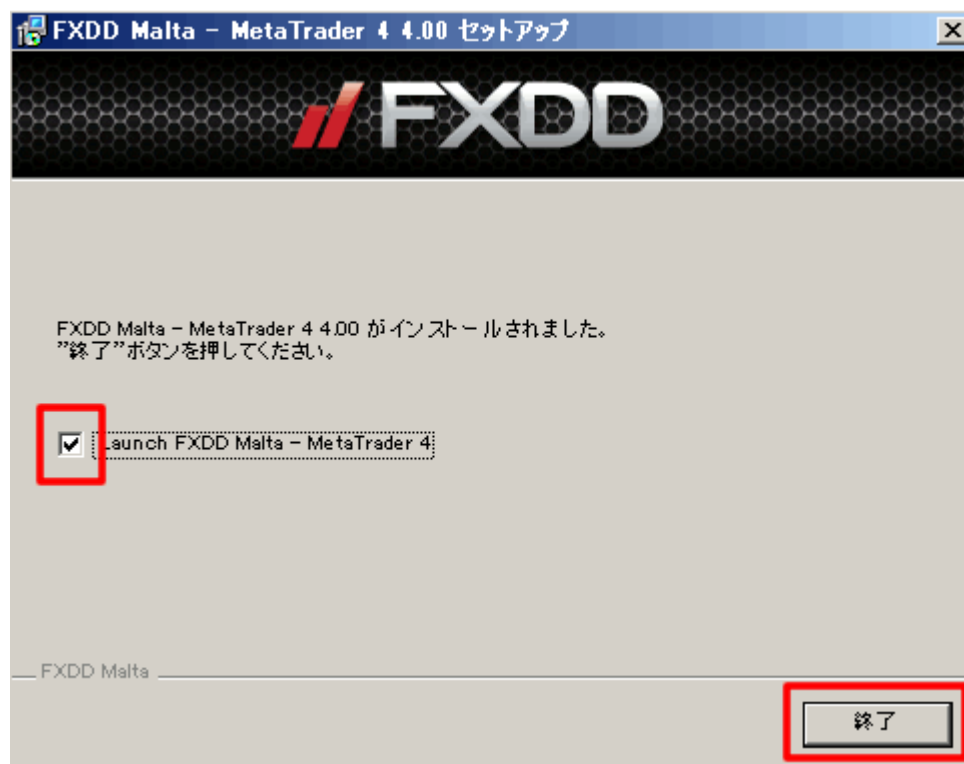 FXDD Malta - MetaTrader 4 4.00 セットアップ
FXDD
FXDD Malta - MetaTrader 4 4.00 がインストールされました。
"終了"ボタンを押してください。
Launch FXDD Malta - MetaTrader 4
FXDD Malta
終了